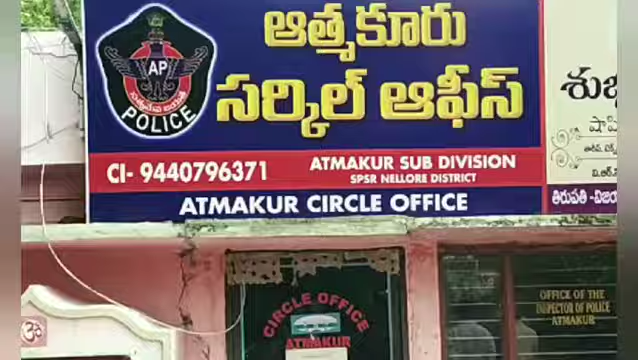 ఆత్మకూరు
సర్కిల్ ఆఫీస్
AP
POLICE
CI- 9440796371
ATMAKUR SUB DIVISION
SPSR NELLORE DISTRICT
ATMAKUR CIRCLE OFFICE
శుభ
షాప్
తిరుపతి -విజయ
CIRCLE OFFICE
ATMAKUR
OFFICE OF THE
INSPECTOR OF POLICE
ATMAKUR
ॐ